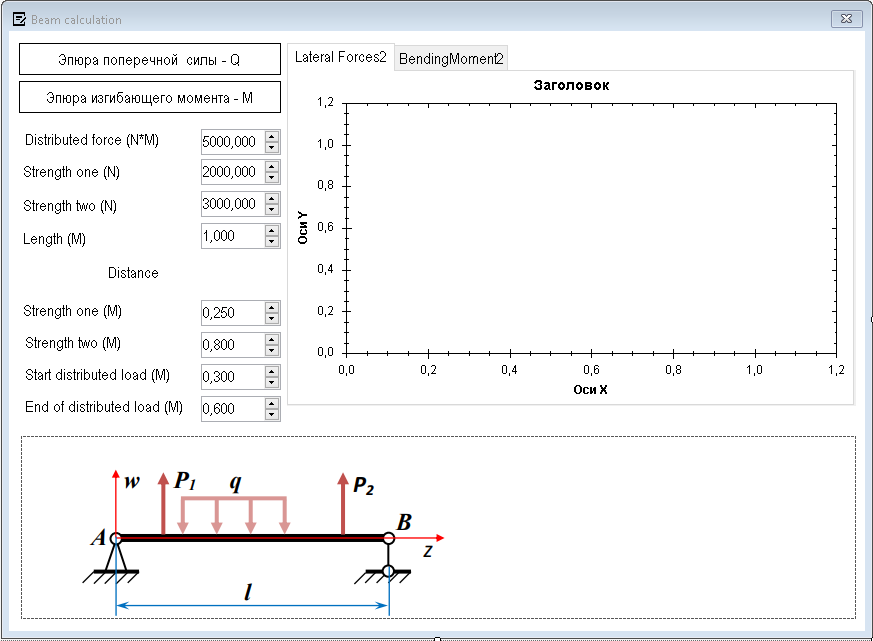 Beam calculation
Эпюра поперечной силы - Q
Эпюра изгибающего момента - M
Distributed force (N*M)
5000,000
Strength one (N)
2000,000
Strength two (N)
3000,000
Length (M)
1,000
Distance
Strength one (M)
0,250
Strength two (M)
0,800
Start distributed load (M)
0,300
End of distributed load (M)
0,600
Lateral Forces2
BendingMoment2
Заголовок
1,2
1,0
0,8
0,6
0,4
0,2
0,0
Оси Y
0,0 0,2 0,4 0,6 0,8 1,0 1,2
Оси X
w P1 q P2
A B
z
l